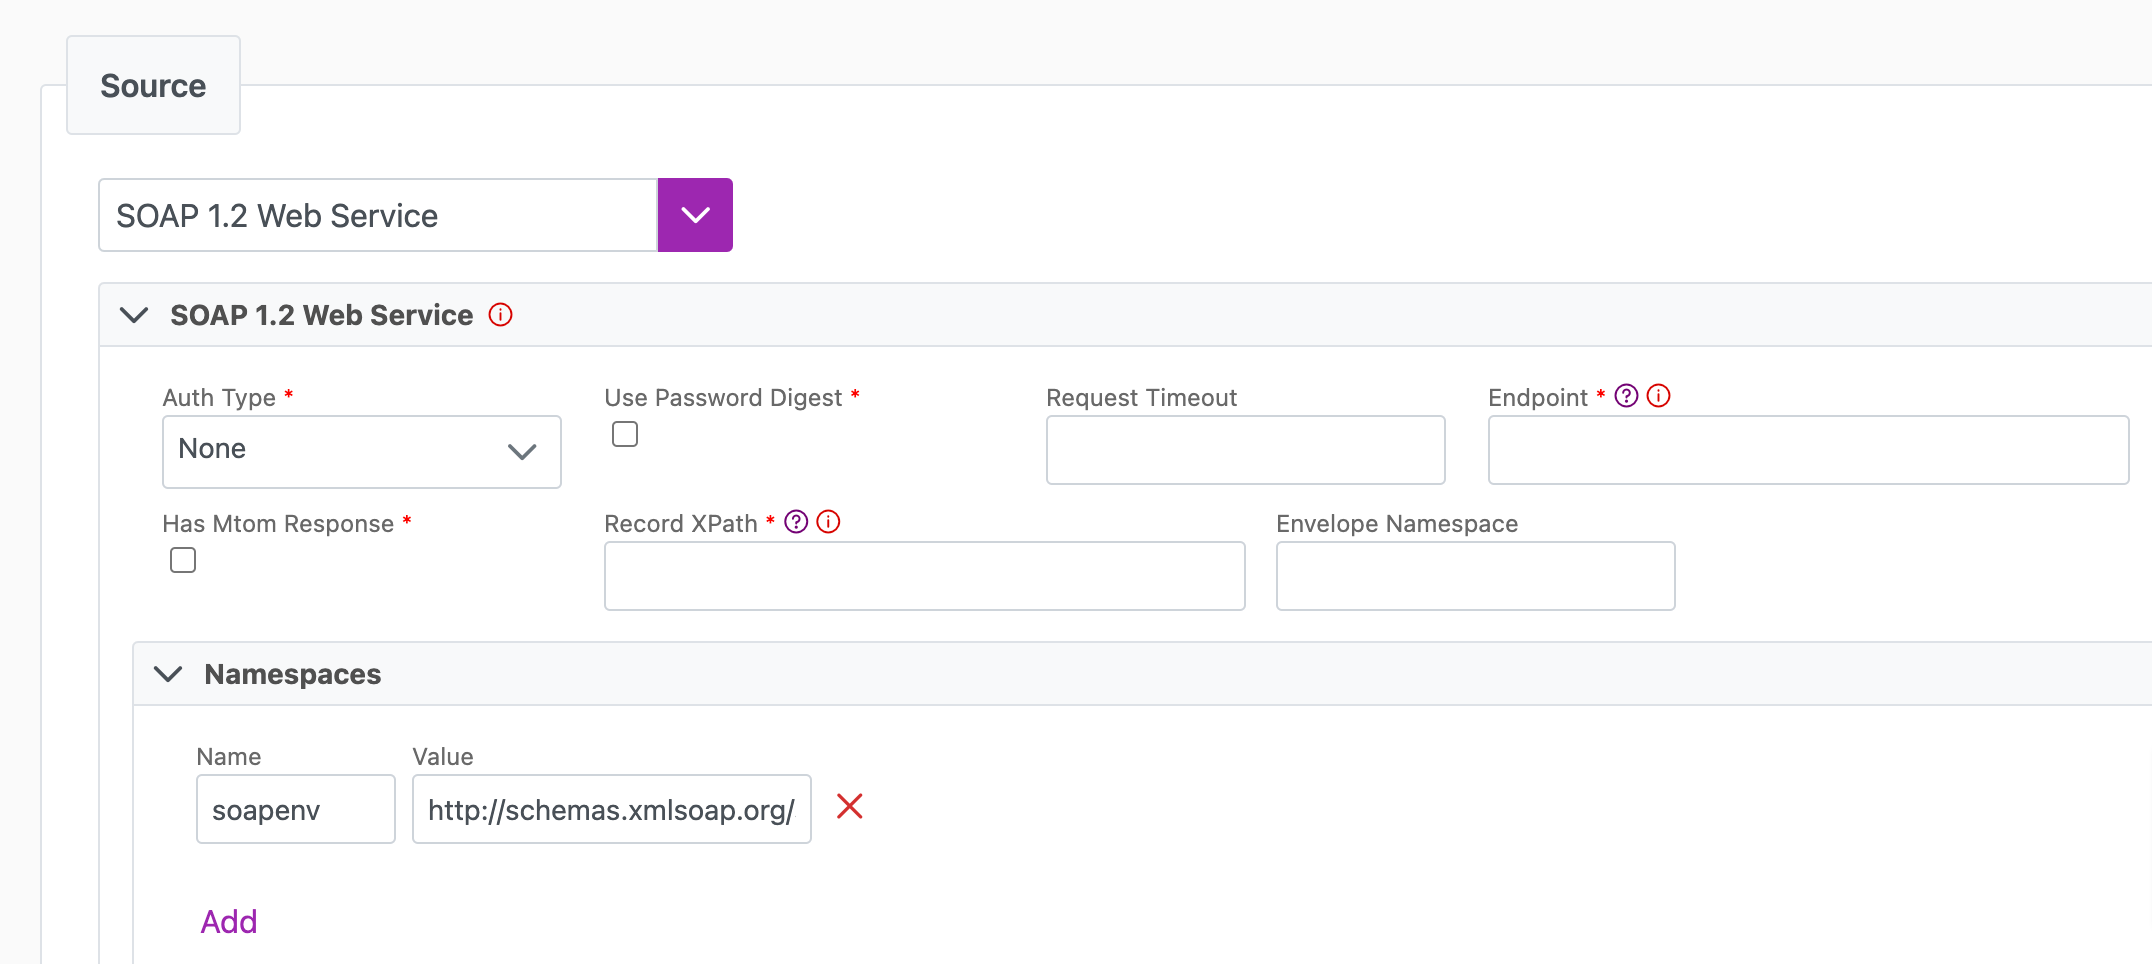 Source
SOAP 1.2 Web Service
SOAP 1.2 Web Service
Auth Type * Use Password Digest * Request Timeout Endpoint *
None
Has Mtom Response * Record XPath * Envelope Namespace
Namespaces
Name Value
soapenv http://schemas.xmlsoap.org/
Add